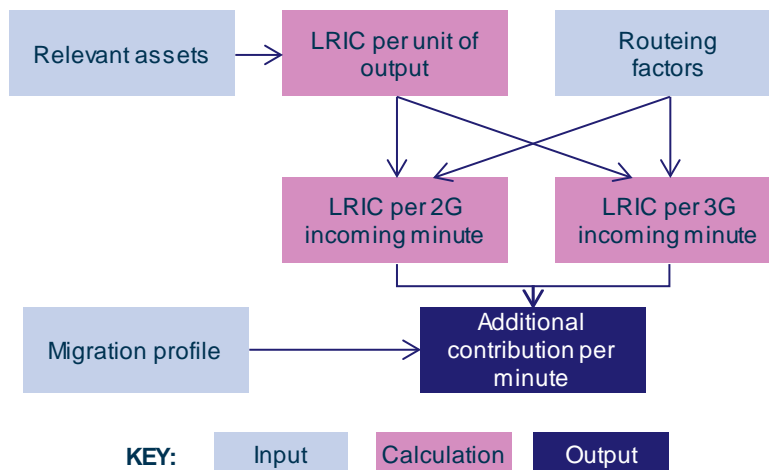 Relevant assets
LRIC per unit of
output
Routeing
factors
LRIC per 2G
incoming minute
LRIC per 3G
incoming minute
Migration profile
Additional
contribution per
minute
KEY:
Input
Calculation
Output